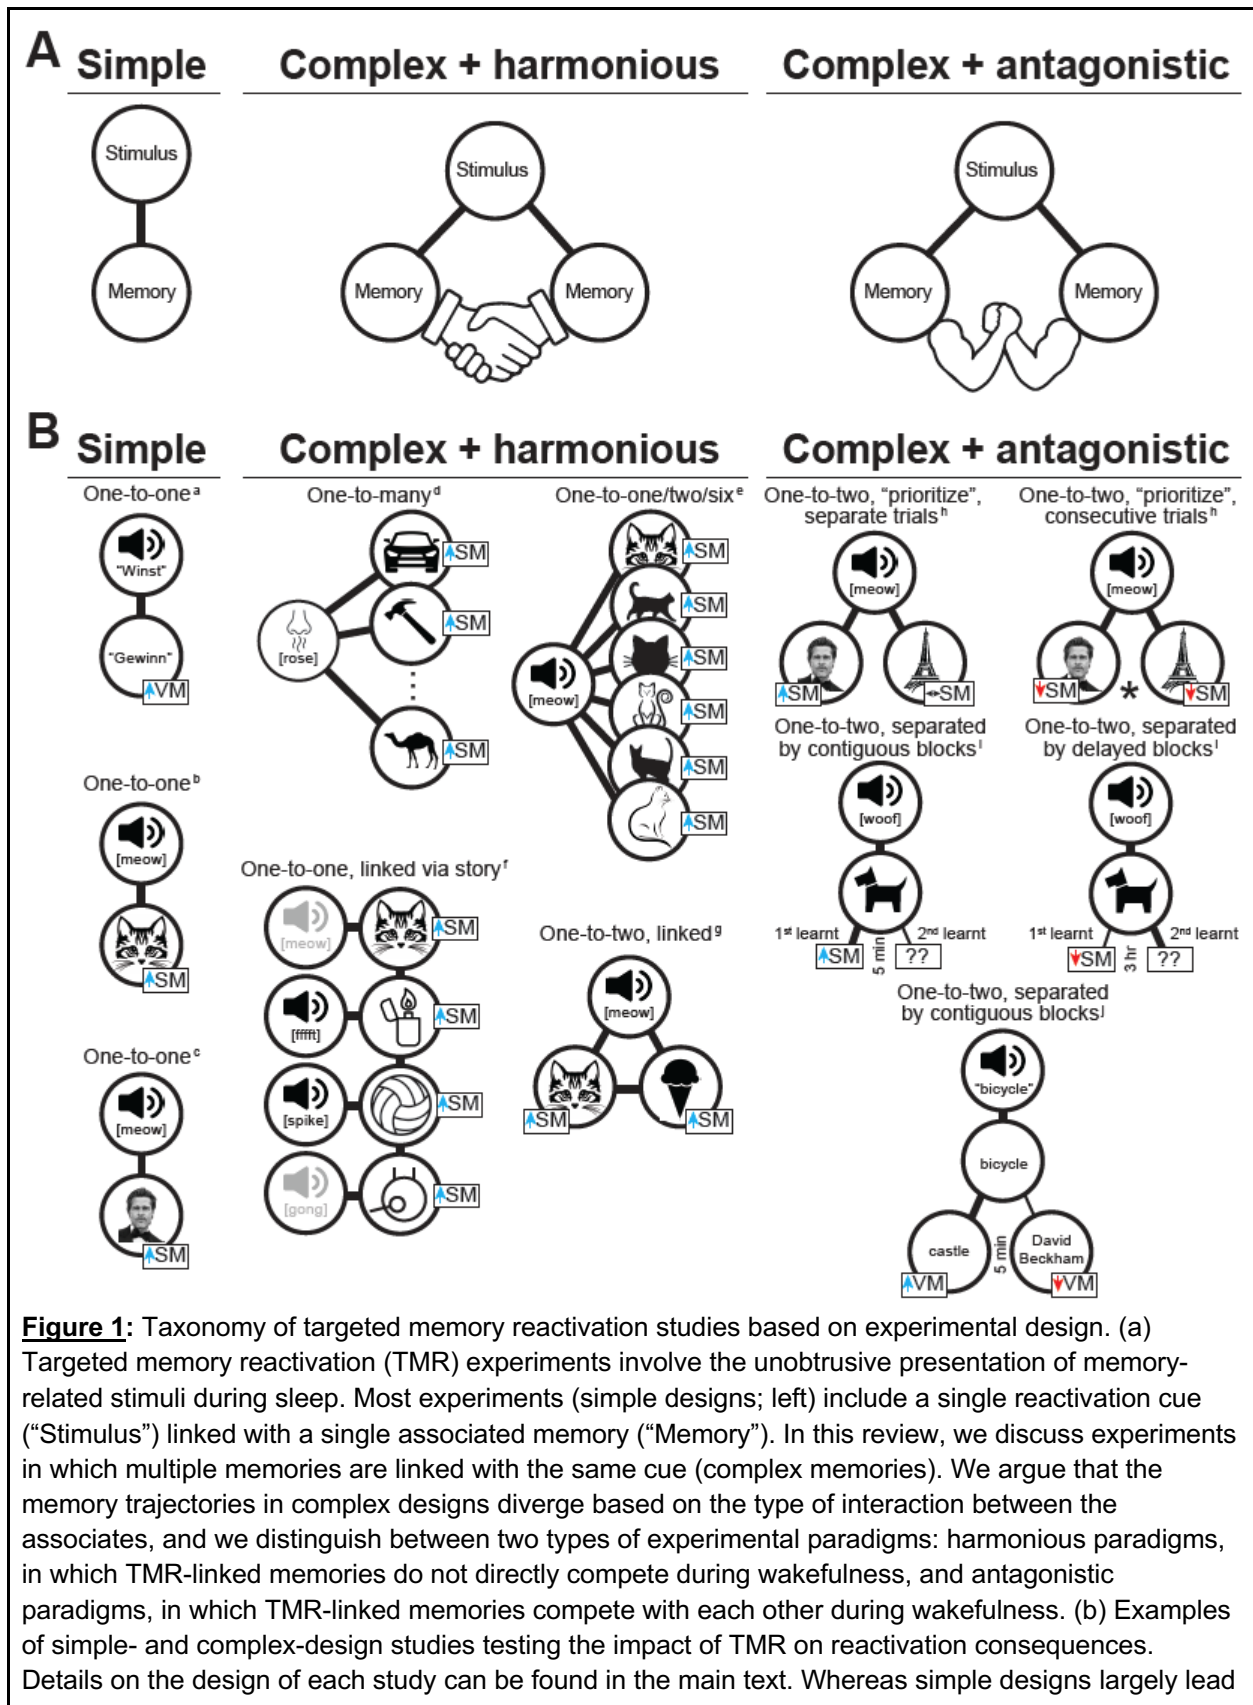 A
Simple
Complex + harmonious
Complex + antagonistic
Stimulus
Memory
Stimulus
Memory
Memory
Stimulus
Memory
Memory
B
Simple
Complex + harmonious
Complex + antagonistic
One-to-one a
"Winst"
"Gewinn"
VM
One-to-one b
[meow]
SM
One-to-one c
[meow]
SM
One-to-many d
[rose]
SM
SM
SM
One-to-one/two/six e
[meow]
SM
SM
SM
SM
SM
SM
One-to-one, linked via story f
[meow]
SM
[fffft]
SM
[spike]
SM
[gong]
SM
One-to-two, linked g
[meow]
SM
SM
One-to-two, "prioritize",
separate trials h
[meow]
SM
SM
One-to-two, "prioritize",
consecutive trials h
[meow]
SM
*
SM
One-to-two, separated
by contiguous blocks i
[woof]
1st learnt
2nd learnt
SM
5 min
??
One-to-two, separated
by delayed blocks i
[woof]
1st learnt
2nd learnt
SM
3 hr
??
One-to-two, separated
by contiguous blocks j
"bicycle"
bicycle
castle
5 min
David
Beckham
VM
VM
Figure 1: Taxonomy of targeted memory reactivation studies based on experimental design. (a)
Targeted memory reactivation (TMR) experiments involve the unobtrusive presentation of memory-
related stimuli during sleep. Most experiments (simple designs; left) include a single reactivation cue
("Stimulus") linked with a single associated memory ("Memory"). In this review, we discuss experiments
in which multiple memories are linked with the same cue (complex memories). We argue that the
memory trajectories in complex designs diverge based on the type of interaction between the
associates, and we distinguish between two types of experimental paradigms: harmonious paradigms,
in which TMR-linked memories do not directly compete during wakefulness, and antagonistic
paradigms, in which TMR-linked memories compete with each other during wakefulness. (b) Examples
of simple- and complex-design studies testing the impact of TMR on reactivation consequences.
Details on the design of each study can be found in the main text. Whereas simple designs largely lead